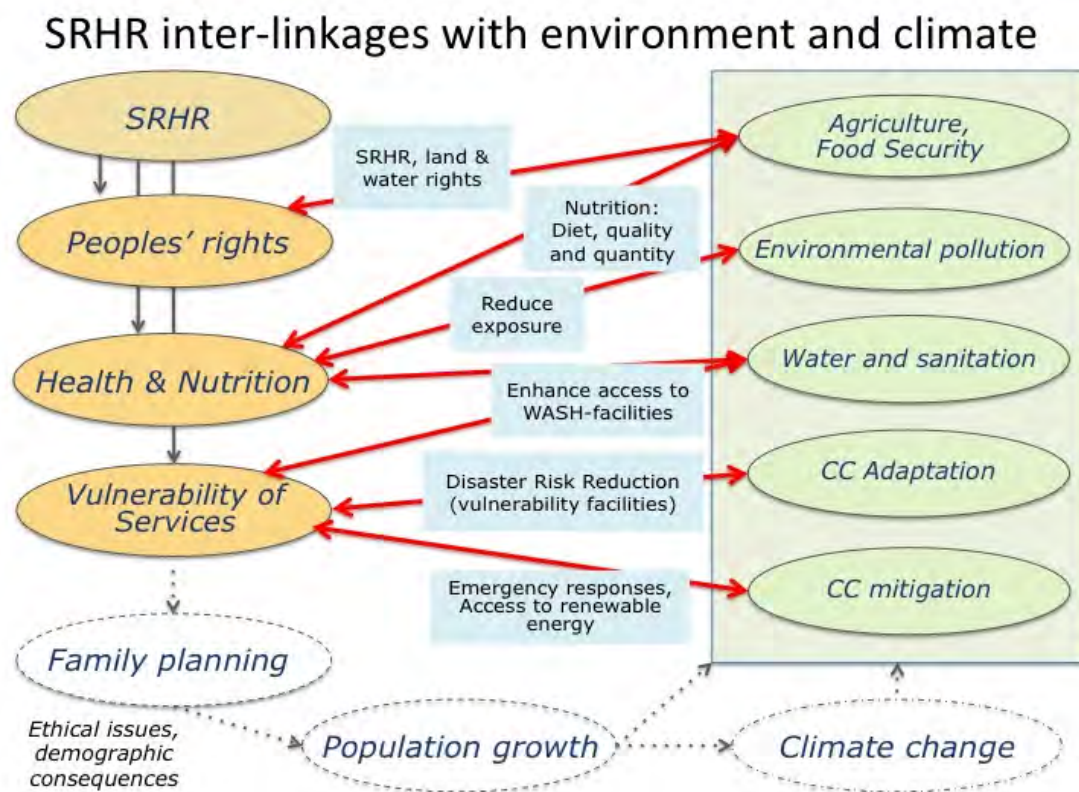 SRHR inter-linkages with environment and climate
SRHR
Peoples’ rights
Health & Nutrition
Vulnerability of
Services
Family planning
Ethical issues,
demographic
consequences
Population growth
Climate change
SRHR, land &
water rights
Nutrition:
Diet, quality
and quantity
Reduce
exposure
Enhance access to
WASH-facilities
Disaster Risk Reduction
(vulnerability facilities)
Emergency responses,
Access to renewable
energy
Agriculture,
Food Security
Environmental pollution
Water and sanitation
CC Adaptation
CC mitigation